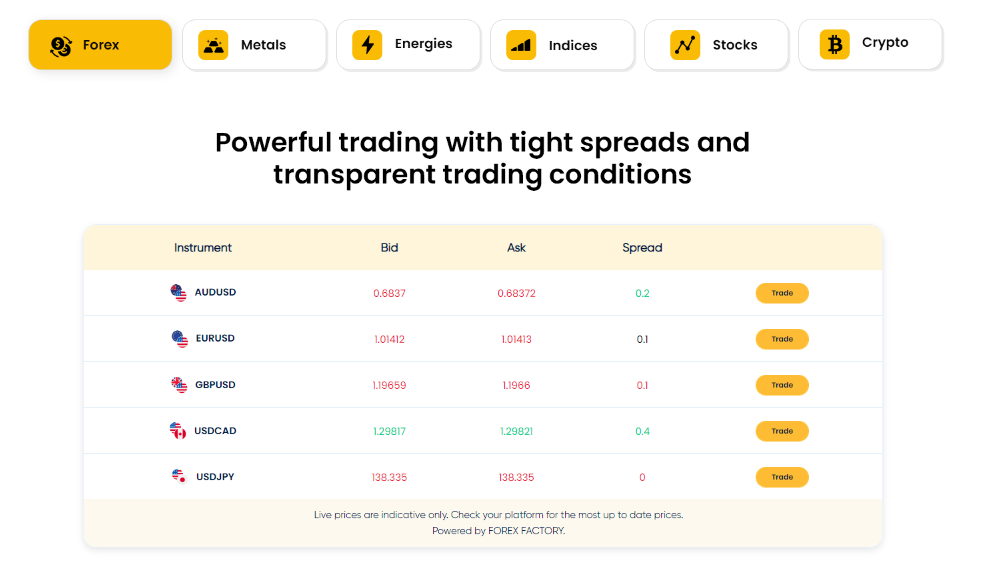 Forex Metals Energies Indices Stocks Crypto
Powerful trading with tight spreads and
transparent trading conditions
Instrument Bid Ask Spread
AUDUSD 0.6837 0.68372 0.2 Trade
EURUSD 1.01412 1.01413 0.1 Trade
GBPUSD 1.19659 1.1966 0.1 Trade
USDCAD 1.29817 1.29821 0.4 Trade
USDJPY 138.335 138.335 0 Trade
Live prices are indicative only. Check your platform for the most up to date prices.
Powered by FOREX FACTORY.